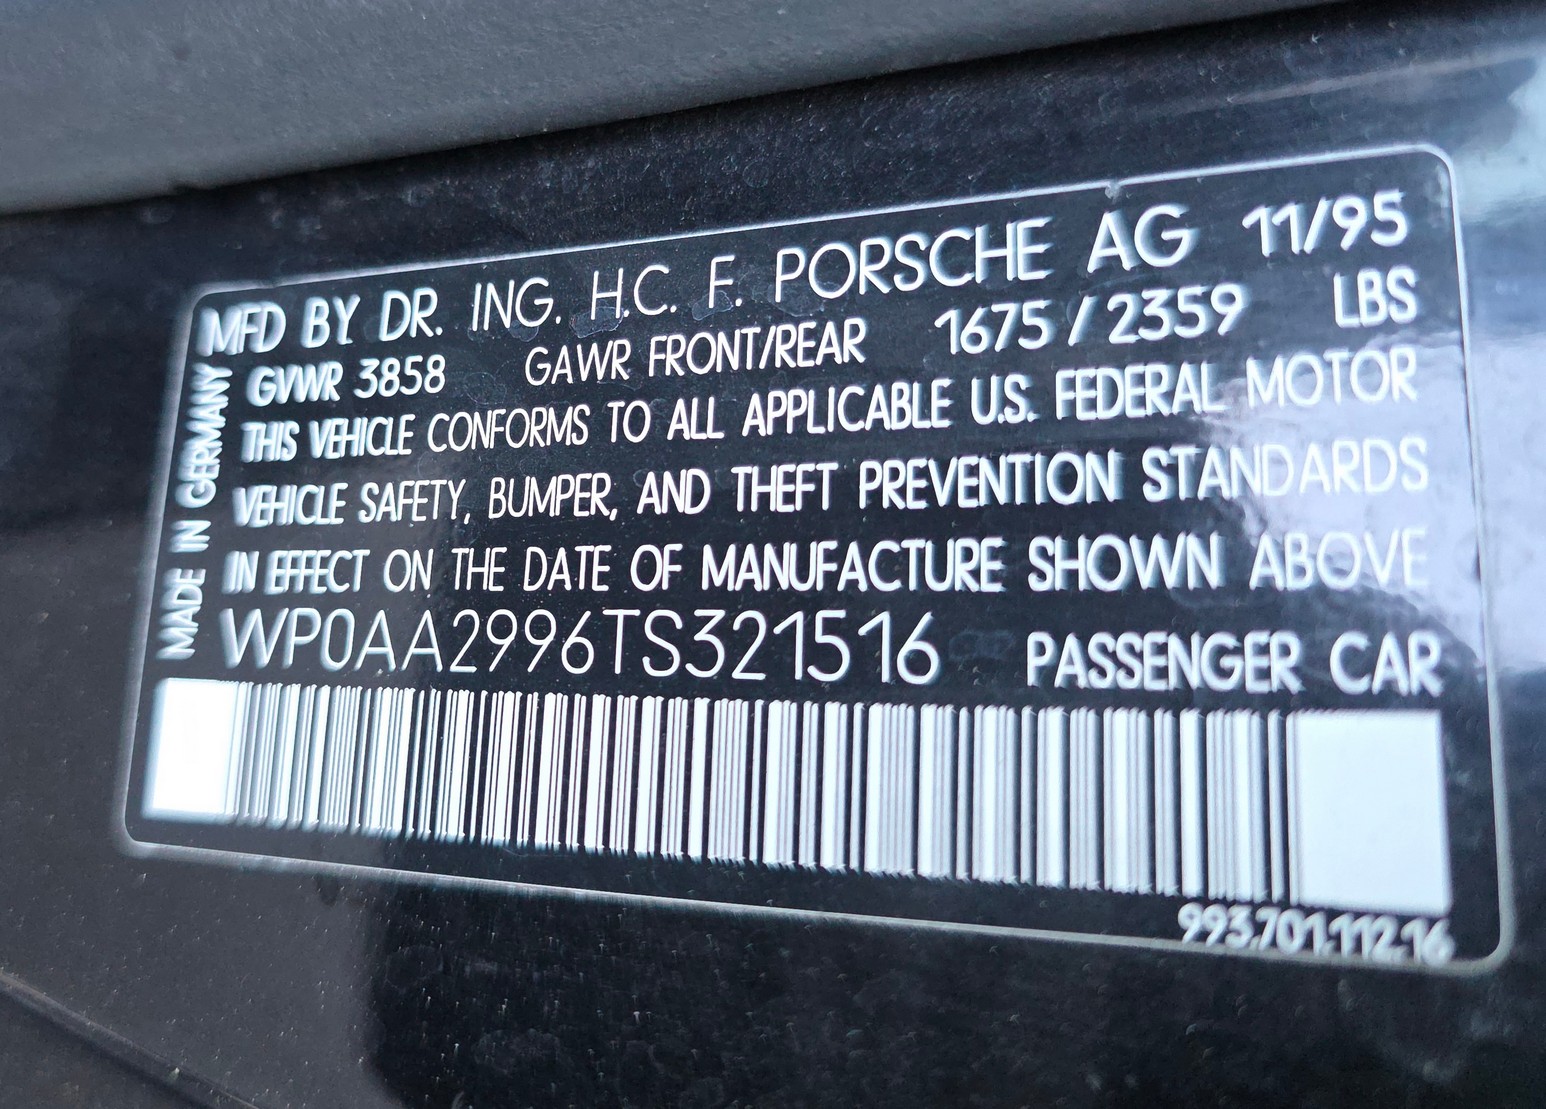 MFD BY DR. ING. H.C. F. PORSCHE AG 11/95
GVWR 3858 GAWR FRONT/REAR 1675 / 2359 LBS
THIS VEHICLE CONFORMS TO ALL APPLICABLE U.S. FEDERAL MOTOR
VEHICLE SAFETY, BUMPER, AND THEFT PREVENTION STANDARDS
IN EFFECT ON THE DATE OF MANUFACTURE SHOWN ABOVE
WP0AA2996TS321516 PASSENGER CAR
MADE IN GERMANY
993.701.112.16